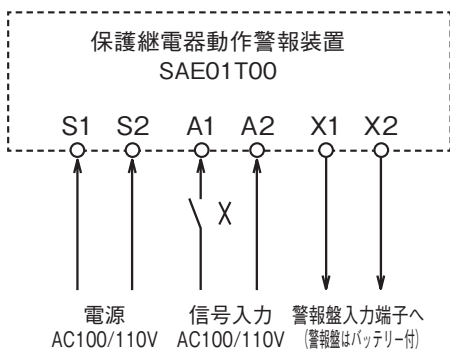 保護継電器動作警報装置
SAE01T00
S1 S2 A1 A2 X1 X2
X
電源 信号入力 警報盤入力端子へ
AC100/110V AC100/110V (警報盤はバッテリー付)